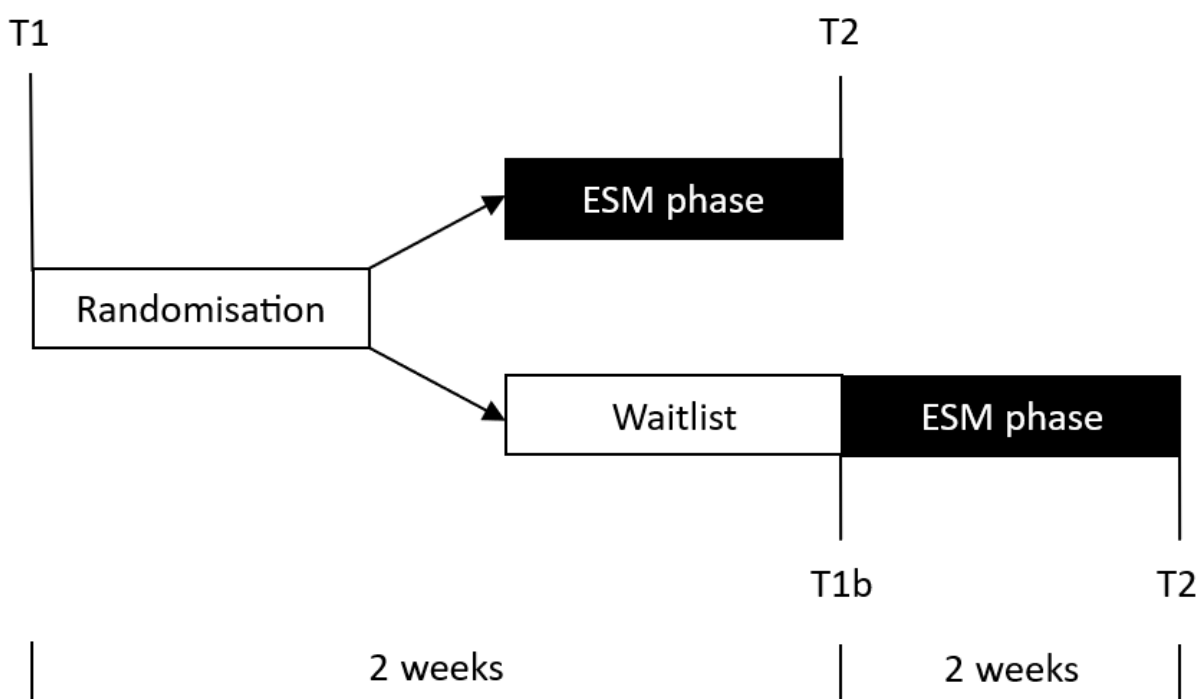 T1
T2
ESM phase
Randomisation
Waitlist
ESM phase
T1b
T2
2 weeks
2 weeks